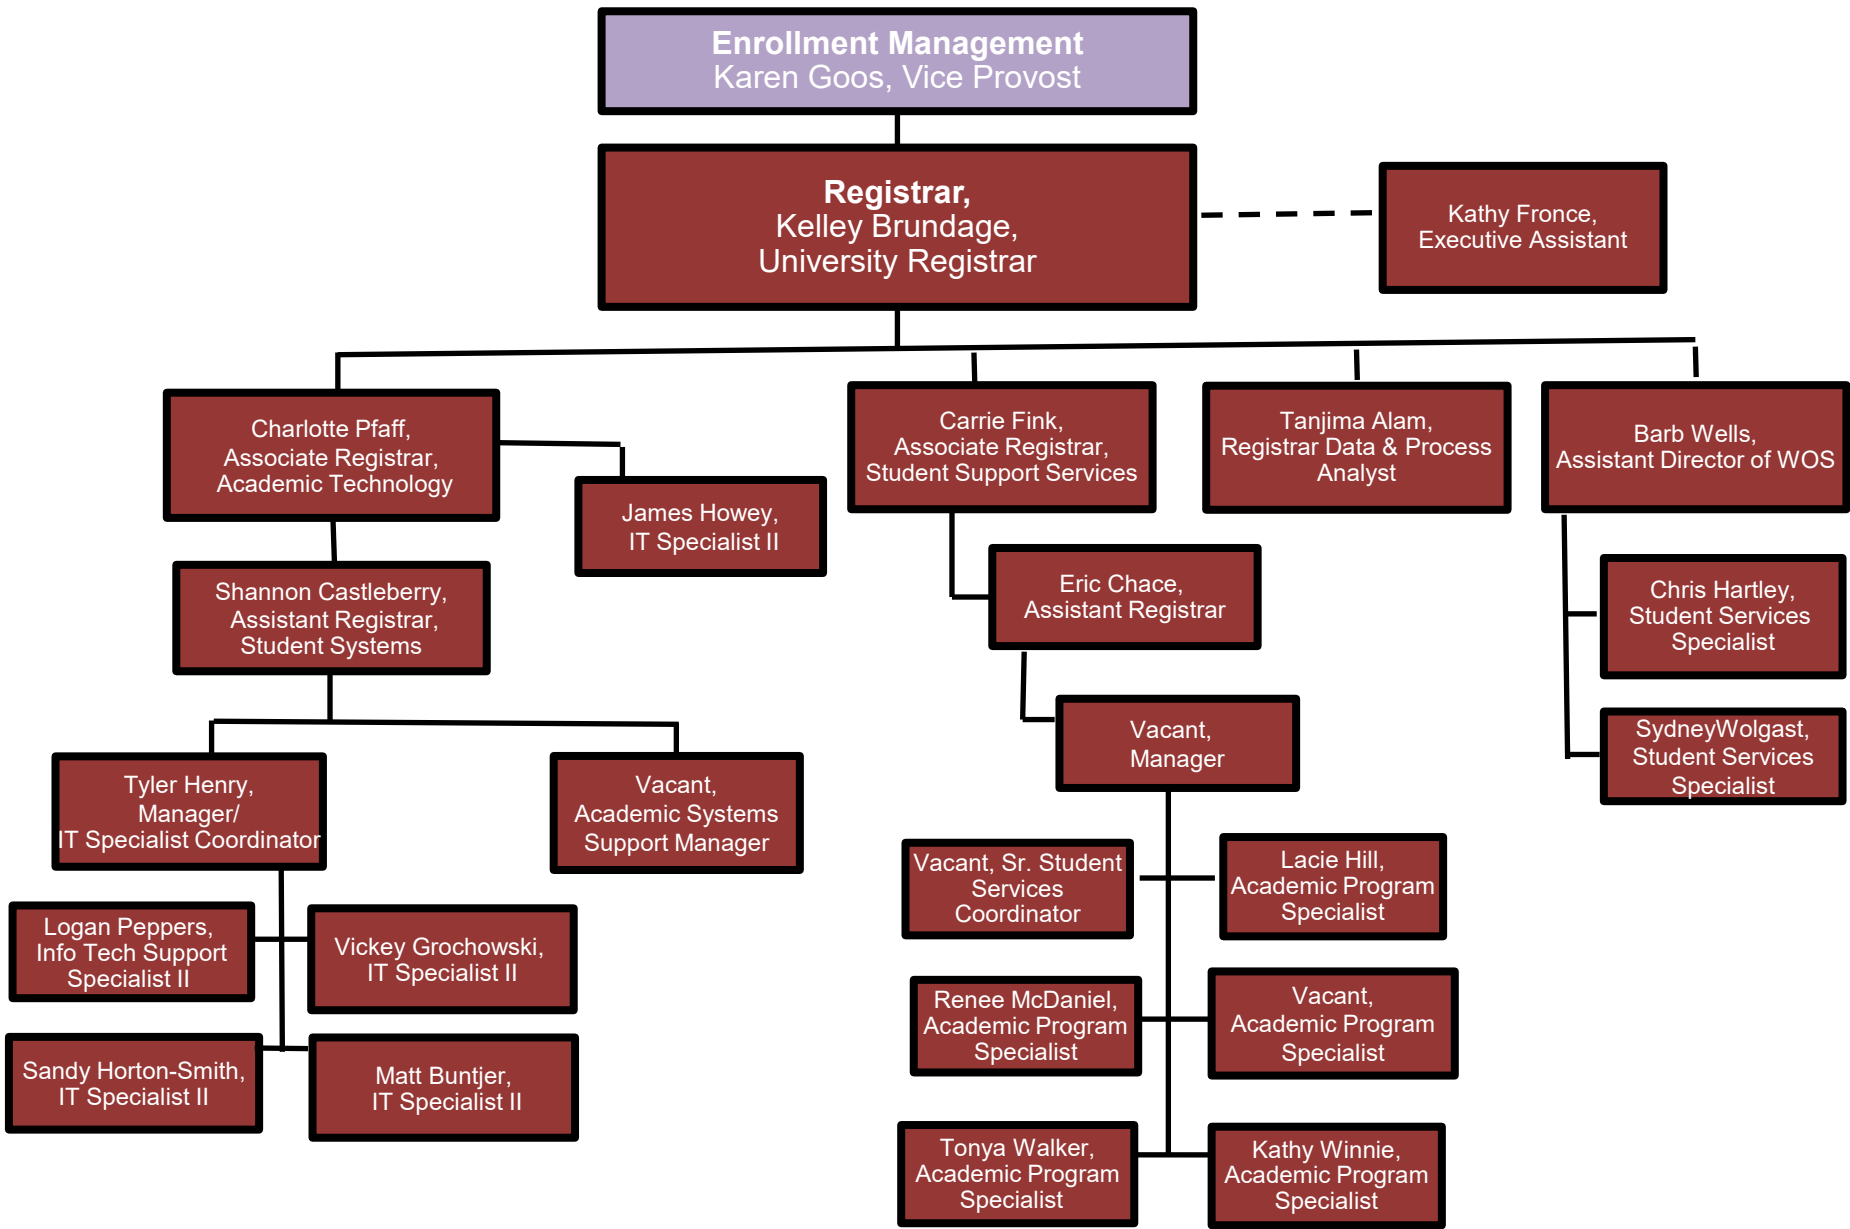 Enrollment Management
Karen Goos, Vice Provost
Registrar,
Kelley Brundage,
University Registrar
Kathy Fronce,
Executive Assistant
Charlotte Pfaff,
Associate Registrar,
Academic Technology
James Howey,
IT Specialist II
Carrie Fink,
Associate Registrar,
Student Support Services
Tanjima Alam,
Registrar Data & Process
Analyst
Barb Wells,
Assistant Director of WOS
Shannon Castleberry,
Assistant Registrar,
Student Systems
Eric Chace,
Assistant Registrar
Chris Hartley,
Student Services
Specialist
SydneyWolgast,
Student Services
Specialist
Tyler Henry,
Manager/
IT Specialist Coordinator
Vacant,
Academic Systems
Support Manager
Vacant,
Manager
Logan Peppers,
Info Tech Support
Specialist II
Vickey Grochowski,
IT Specialist II
Sandy Horton-Smith,
IT Specialist II
Matt Buntjer,
IT Specialist II
Vacant, Sr. Student
Services
Coordinator
Lacie Hill,
Academic Program
Specialist
Renee McDaniel,
Academic Program
Specialist
Vacant,
Academic Program
Specialist
Tonya Walker,
Academic Program
Specialist
Kathy Winnie,
Academic Program
Specialist